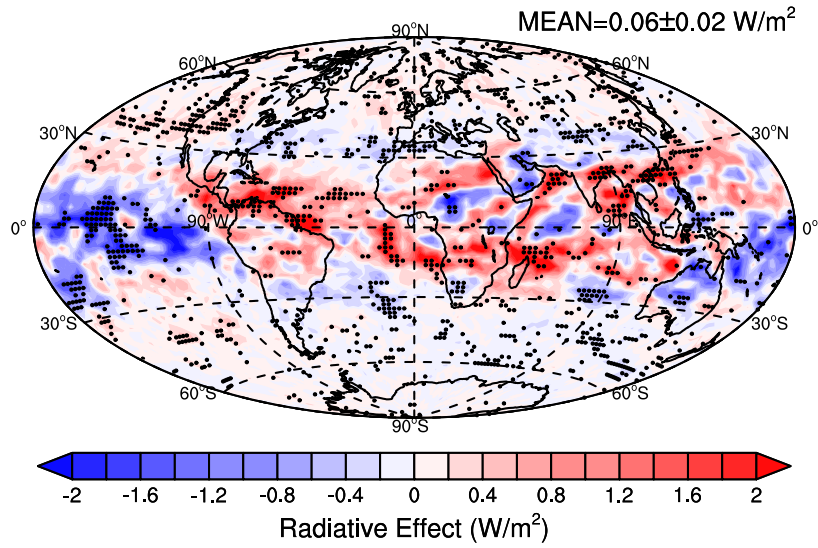 MEAN=0.06±0.02 W/m²
90°N
60°N
60°N
30°N
30°N
0°
90°W
0°
90°E
0°
30°S
30°S
60°S
60°S
90°S
-2 -1.6 -1.2 -0.8 -0.4 0 0.4 0.8 1.2 1.6 2
Radiative Effect (W/m²)